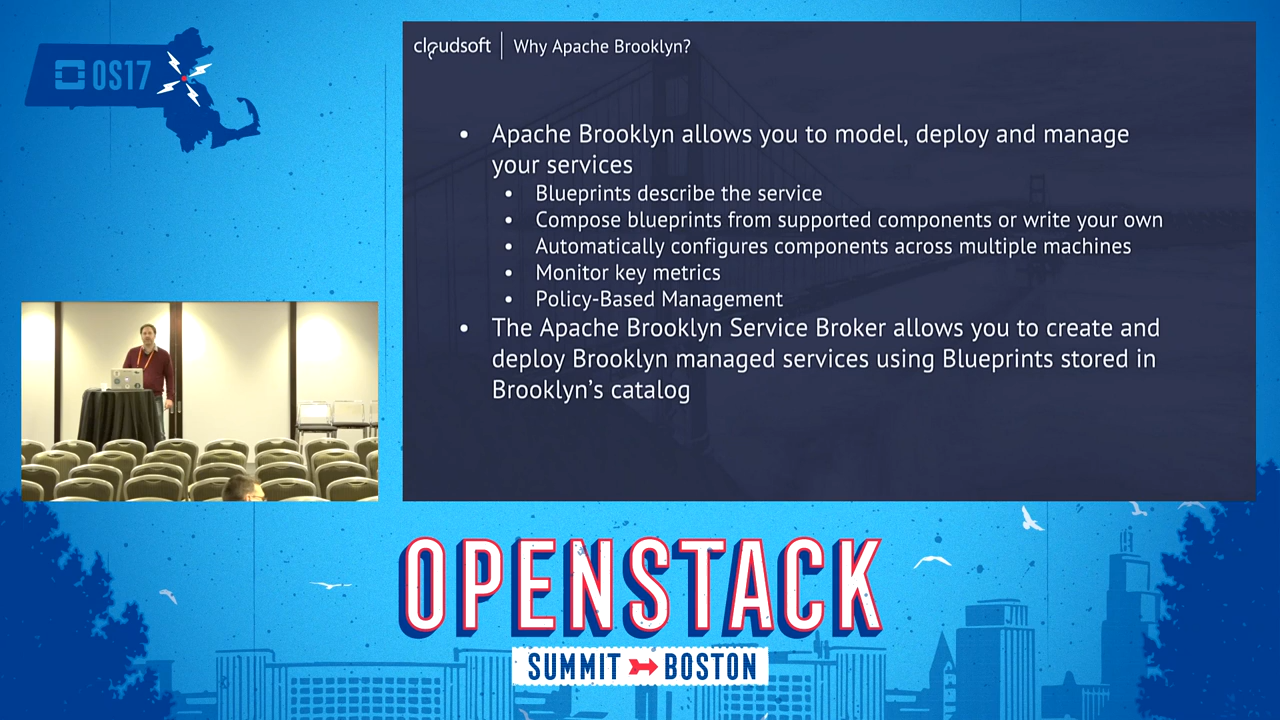 OS17
cloudsoft
Why Apache Brooklyn?
• Apache Brooklyn allows you to model, deploy and manage
your services
• Blueprints describe the service
• Compose blueprints from supported components or write your own
• Automatically configures components across multiple machines
• Monitor key metrics
• Policy-Based Management
• The Apache Brooklyn Service Broker allows you to create and
deploy Brooklyn managed services using Blueprints stored in
Brooklyn’s catalog
OPENSTACK
SUMMIT BOSTON